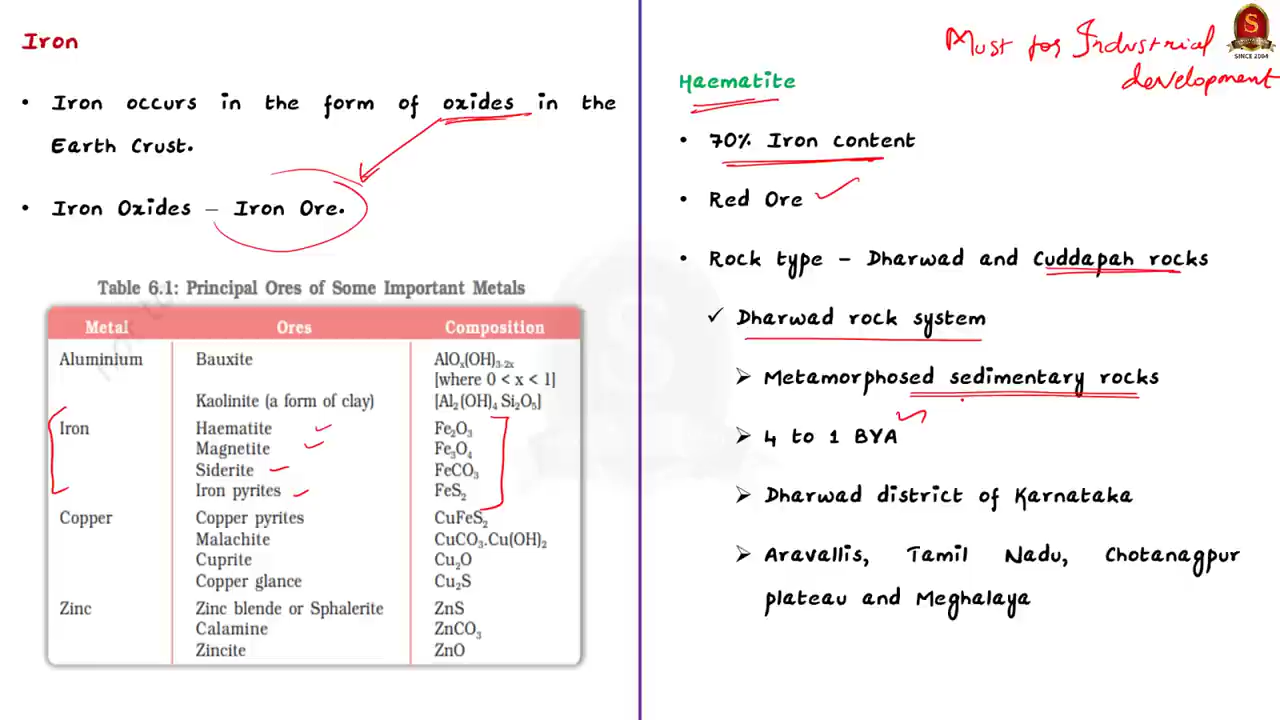 Iron
• Iron occurs in the form of oxides in the
Earth Crust.
• Iron Oxides – Iron Ore.
Table 6.1: Principal Ores of Some Important Metals
Metal Ores Composition
Aluminium Bauxite AlOₓ(OH)₃₋₂ₓ
[where 0 < x < 1]
Kaolinite (a form of clay) [Al₂(OH)₄ Si₂O₅]
Iron Haematite Fe₂O₃
Magnetite Fe₃O₄
Siderite FeCO₃
Iron pyrites FeS₂
Copper Copper pyrites CuFeS₂
Malachite CuCO₃.Cu(OH)₂
Cuprite Cu₂O
Copper glance Cu₂S
Zinc Zinc blende or Sphalerite ZnS
Calamine ZnCO₃
Zincite ZnO
Must for Industrial
development
S
SINCE 2004
Haematite
• 70% Iron content
• Red Ore
• Rock type – Dharwad and Cuddapah rocks
✓ Dharwad rock system
➢ Metamorphosed sedimentary rocks
➢ 4 to 1 BYA
➢ Dharwad district of Karnataka
➢ Aravallis, Tamil Nadu, Chotanagpur
plateau and Meghalaya